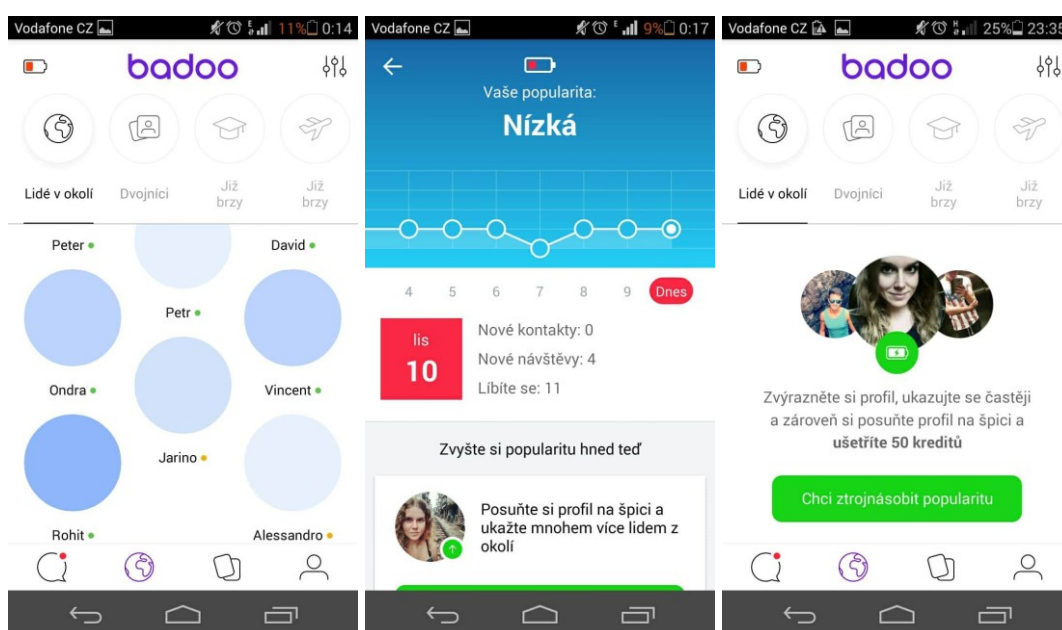 Vodafone CZ
11% 0:14
badoo
Lidé v okolí
Dvojníci
Již
brzy
Již
brzy
Peter
David
Petr
Ondra
Vincent
Jarino
Rohit
Alessandro
Vodafone CZ
9% 0:17
Vaše popularita:
Nízká
4 5 6 7 8 9 Dnes
lis
10
Nové kontakty: 0
Nové návštěvy: 4
Líbíte se: 11
Zvyšte si popularitu hned teď
Posuňte si profil na špici a
ukažte mnohem více lidem z
okolí
Vodafone CZ
25% 23:35
badoo
Lidé v okolí
Dvojníci
Již
brzy
Již
brzy
Zvýrazněte si profil, ukazujte se častěji
a zároveň si posuňte profil na špici a
ušetříte 50 kreditů
Chci ztrojnásobit popularitu